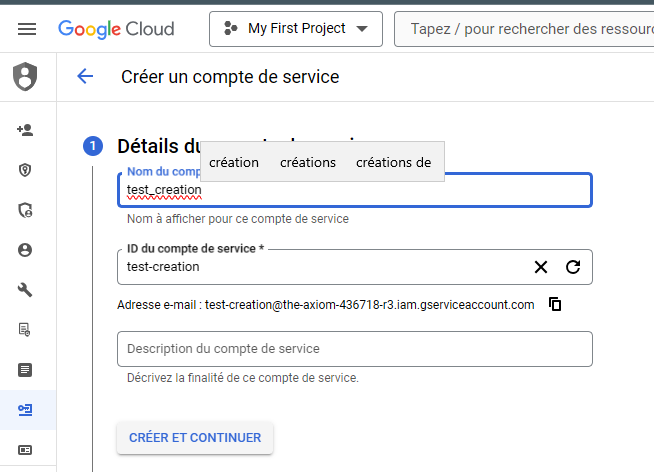 Google Cloud
My First Project
Tapez / pour rechercher des ressour
Créer un compte de service
1
Détails du
création créations créations de
Nom du
test_creation
Nom à afficher pour ce compte de service
ID du compte de service *
test-creation
Adresse e-mail : test-creation@the-axiom-436718-r3.iam.gserviceaccount.com
Description du compte de service
Décrivez la finalité de ce compte de service.
CRÉER ET CONTINUER